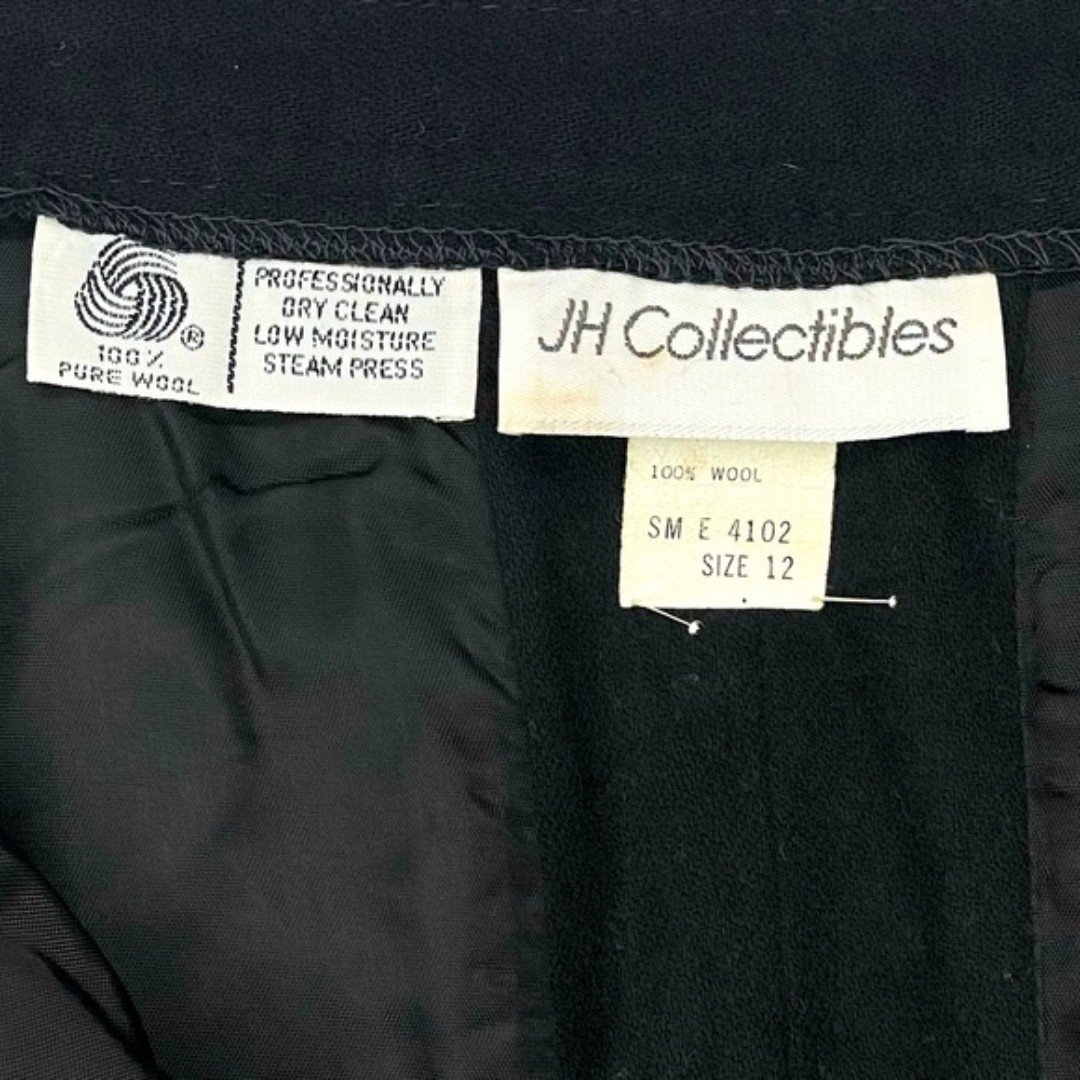 100%
PURE WOOL
®
PROFESSIONALLY
DRY CLEAN
LOW MOISTURE
STEAM PRESS
JH Collectibles
100% WOOL
SM E 4102
SIZE 12